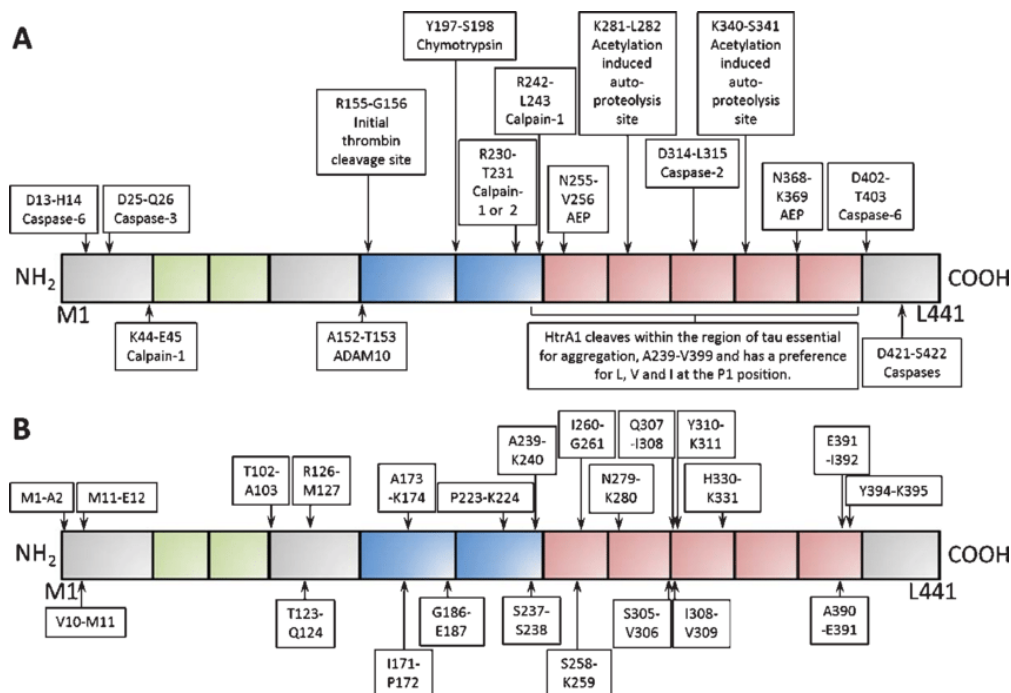 A
Y197-S198
Chymotrypsin
K281-L282
Acetylation
induced
auto-
proteolysis
site
K340-S341
Acetylation
induced
auto-
proteolysis
site
R155-G156
Initial
thrombin
cleavage site
R242-
L243
Calpain-1
R230-
T231
Calpain-
1 or 2
D314-L315
Caspase-2
N255-
V256
AEP
N368-
K369
AEP
D402-
T403
Caspase-6
D13-H14
Caspase-6
D25-Q26
Caspase-3
NH2
COOH
M1
L441
K44-E45
Calpain-1
A152-T153
ADAM10
HtrA1 cleaves within the region of tau essential
for aggregation, A239-V399 and has a preference
for L, V and I at the P1 position.
D421-S422
Caspases
B
I260-
G261
Q307
-I308
Y310-
K311
A239-
K240
E391
-I392
T102-
A103
R126-
M127
A173
-K174
P223-K224
N279-
K280
H330-
K331
M1-A2
M11-E12
Y394-K395
NH2
COOH
M1
L441
V10-M11
T123-
Q124
G186-
E187
S237-
S238
S305-
V306
I308-
V309
A390
-E391
I171-
P172
S258-
K259